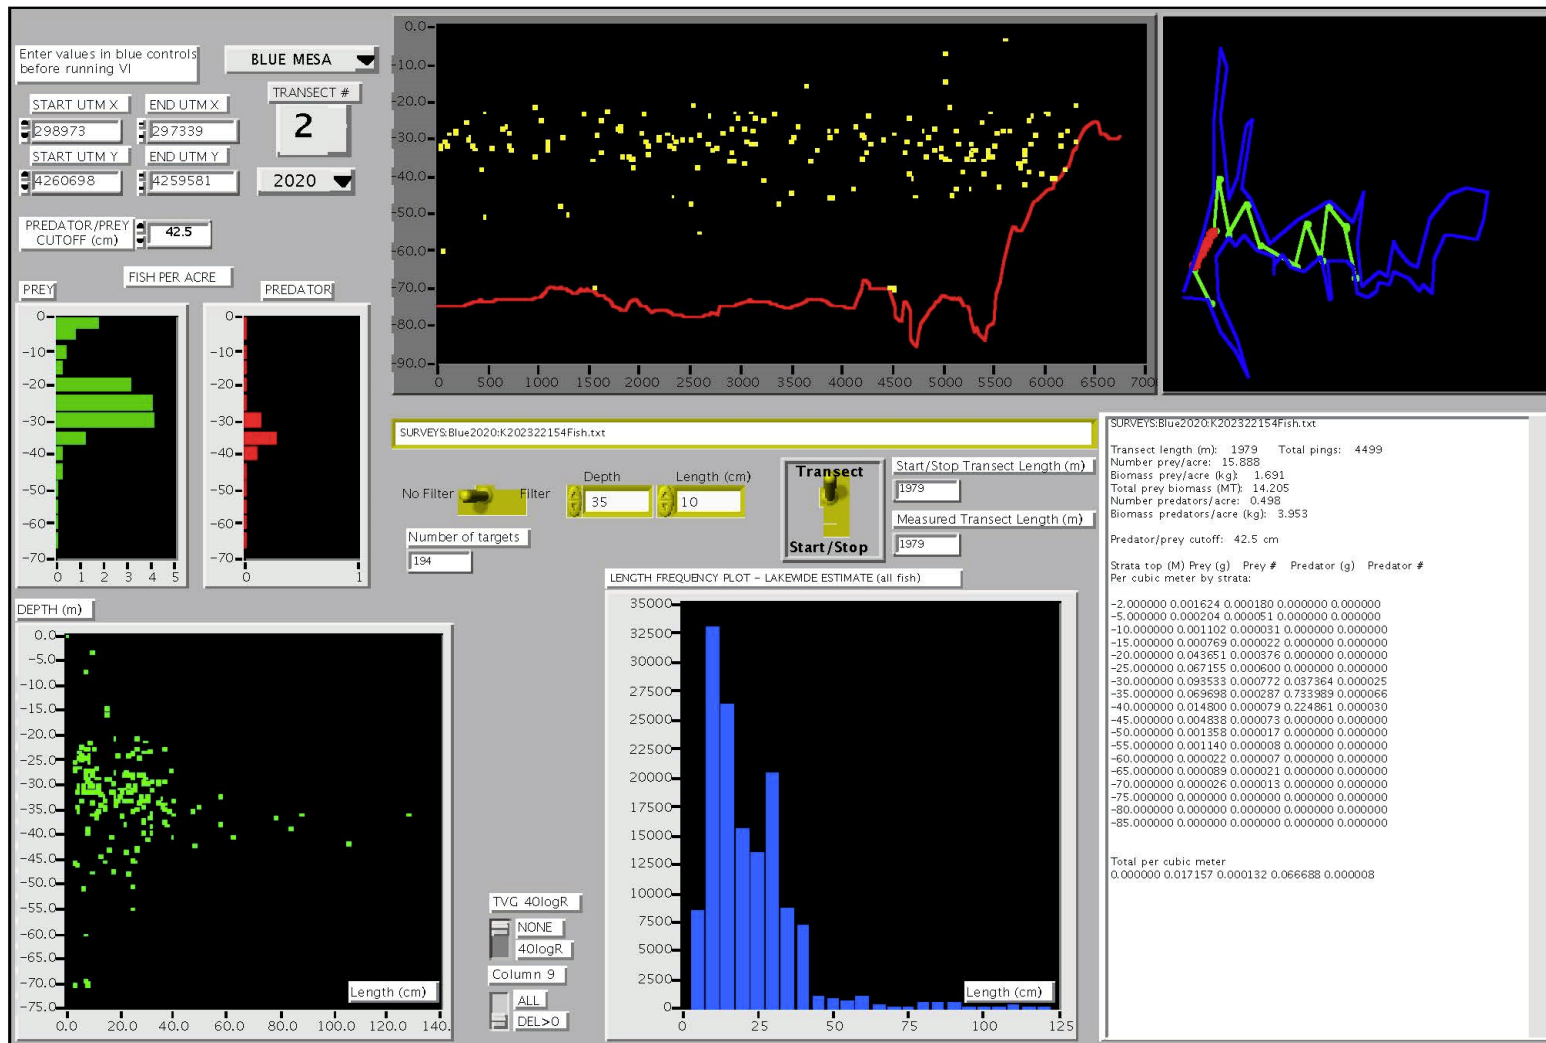 Enter values in blue controls
before running VI
BLUE MESA
TRANSECT #
2
START UTM X
END UTM X
298973
297339
START UTM Y
END UTM Y
4260698
4259581
2020
PREDATOR/PREY
CUTOFF (cm)
42.5
FISH PER ACRE
PREY
PREDATOR
0
-10
-20
-30
-40
-50
-60
-70
0 1 2 3 4 5
0
-10
-20
-30
-40
-50
-60
-70
0 1
0.0
-10.0
-20.0
-30.0
-40.0
-50.0
-60.0
-70.0
-80.0
-90.0
0 500 1000 1500 2000 2500 3000 3500 4000 4500 5000 5500 6000 6500 7000
SURVEYS:Blue2020:K202322154Fish.txt
No Filter
Filter
Depth
35
Length (cm)
10
Number of targets
194
Transect
Start/Stop
Start/Stop Transect Length (m)
1979
Measured Transect Length (m)
1979
DEPTH (m)
0.0
-5.0
-10.0
-15.0
-20.0
-25.0
-30.0
-35.0
-40.0
-45.0
-50.0
-55.0
-60.0
-65.0
-70.0
-75.0
Length (cm)
0.0 20.0 40.0 60.0 80.0 100.0 120.0 140.
TVG 40logR
NONE
40logR
Column 9
ALL
DEL>0
LENGTH FREQUENCY PLOT - LAKEWIDE ESTIMATE (all fish)
35000
32500
30000
27500
25000
22500
20000
17500
15000
12500
10000
7500
5000
2500
0
Length (cm)
0 25 50 75 100 125
SURVEYS:Blue2020:K202322154Fish.txt
Transect length (m): 1979 Total pings: 4499
Number prey/acre: 15.888
Biomass prey/acre (kg): 1.691
Total prey biomass (MT): 14.205
Number predators/acre: 0.498
Biomass predators/acre (kg): 3.953
Predator/prey cutoff: 42.5 cm
Strata top (M) Prey (g) Prey # Predator (g) Predator #
Per cubic meter by strata:
-2.000000 0.001624 0.000180 0.000000 0.000000
-5.000000 0.000204 0.000051 0.000000 0.000000
-10.000000 0.001102 0.000031 0.000000 0.000000
-15.000000 0.000769 0.000022 0.000000 0.000000
-20.000000 0.043651 0.000376 0.000000 0.000000
-25.000000 0.067155 0.000600 0.000000 0.000000
-30.000000 0.093533 0.000772 0.037364 0.000025
-35.000000 0.069698 0.000287 0.733989 0.000066
-40.000000 0.014800 0.000079 0.224861 0.000030
-45.000000 0.004838 0.000073 0.000000 0.000000
-50.000000 0.001358 0.000017 0.000000 0.000000
-55.000000 0.001140 0.000008 0.000000 0.000000
-60.000000 0.000022 0.000007 0.000000 0.000000
-65.000000 0.000089 0.000021 0.000000 0.000000
-70.000000 0.000026 0.000013 0.000000 0.000000
-75.000000 0.000000 0.000000 0.000000 0.000000
-80.000000 0.000000 0.000000 0.000000 0.000000
-85.000000 0.000000 0.000000 0.000000 0.000000
Total per cubic meter
0.000000 0.017157 0.000132 0.066688 0.000008